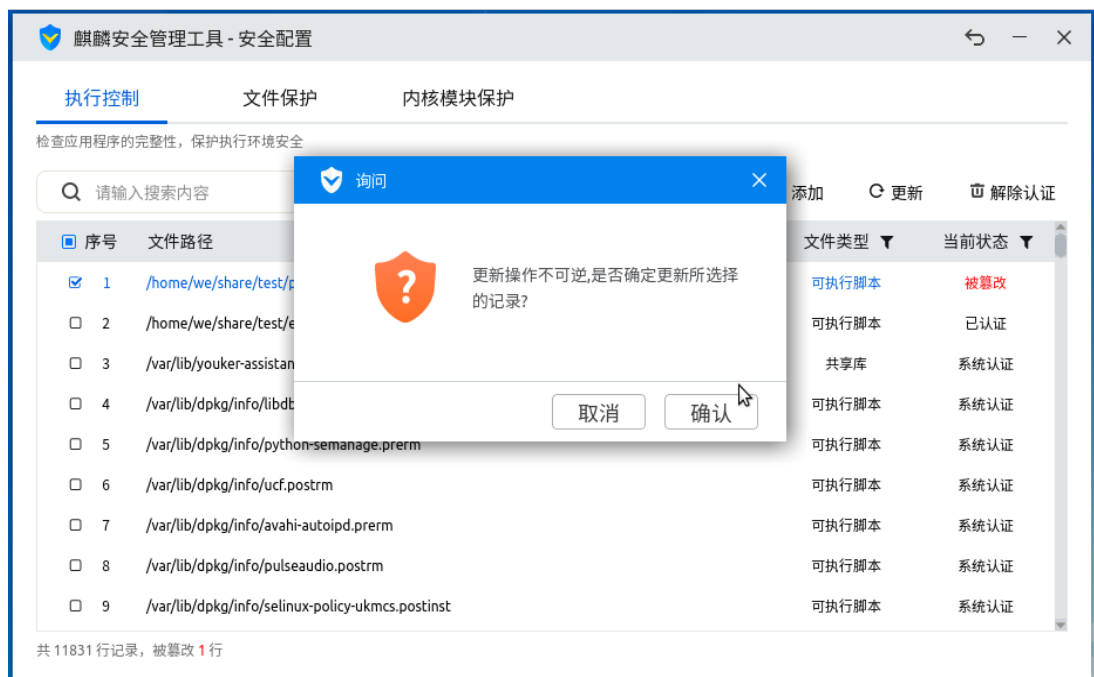 麒麟安全管理工具 - 安全配置
执行控制 文件保护 内核模块保护
检查应用程序的完整性，保护执行环境安全
请输入搜索内容
添加 更新 解除认证
询问
更新操作不可逆,是否确定更新所选择
的记录?
取消 确认
序号 文件路径 文件类型 当前状态
1 /home/we/share/test/ 可执行脚本 被篡改
2 /home/we/share/test/e 可执行脚本 已认证
3 /var/lib/youker-assistan 共享库 系统认证
4 /var/lib/dpkg/info/libdb 可执行脚本 系统认证
5 /var/lib/dpkg/info/python-semanage.prerm 可执行脚本 系统认证
6 /var/lib/dpkg/info/ucf.postrm 可执行脚本 系统认证
7 /var/lib/dpkg/info/avahi-autoipd.prerm 可执行脚本 系统认证
8 /var/lib/dpkg/info/pulseaudio.postrm 可执行脚本 系统认证
9 /var/lib/dpkg/info/selinux-policy-ukmcs.postinst 可执行脚本 系统认证
共 11831 行记录，被篡改 1 行